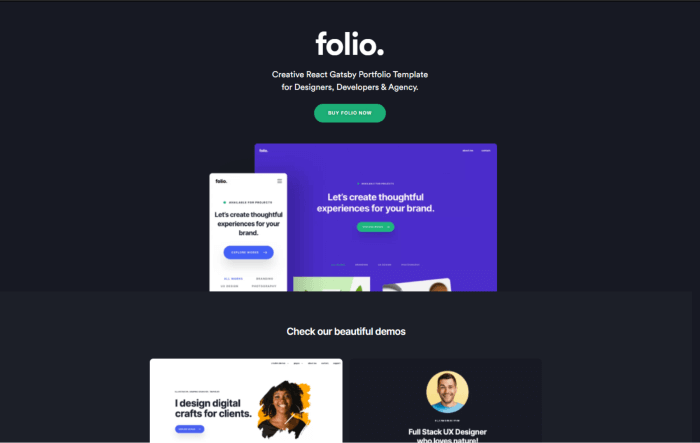 folio.
Creative React Gatsby Portfolio Template
for Designers, Developers & Agency.
BUY FOLIO NOW
folio.
AVAILABLE FOR PROJECTS
Let's create thoughtful
experiences for your brand.
EXPLORE WORKS
folio.
AVAILABLE FOR PROJECTS
Let's create thoughtful
experiences for your
brand.
EXPLORE WORKS
ALL WORKS BRANDING
UX DESIGN PHOTOGRAPHY
Check our beautiful demos
I design digital
crafts for clients.
Full Stack UX Designer
who loves nature!